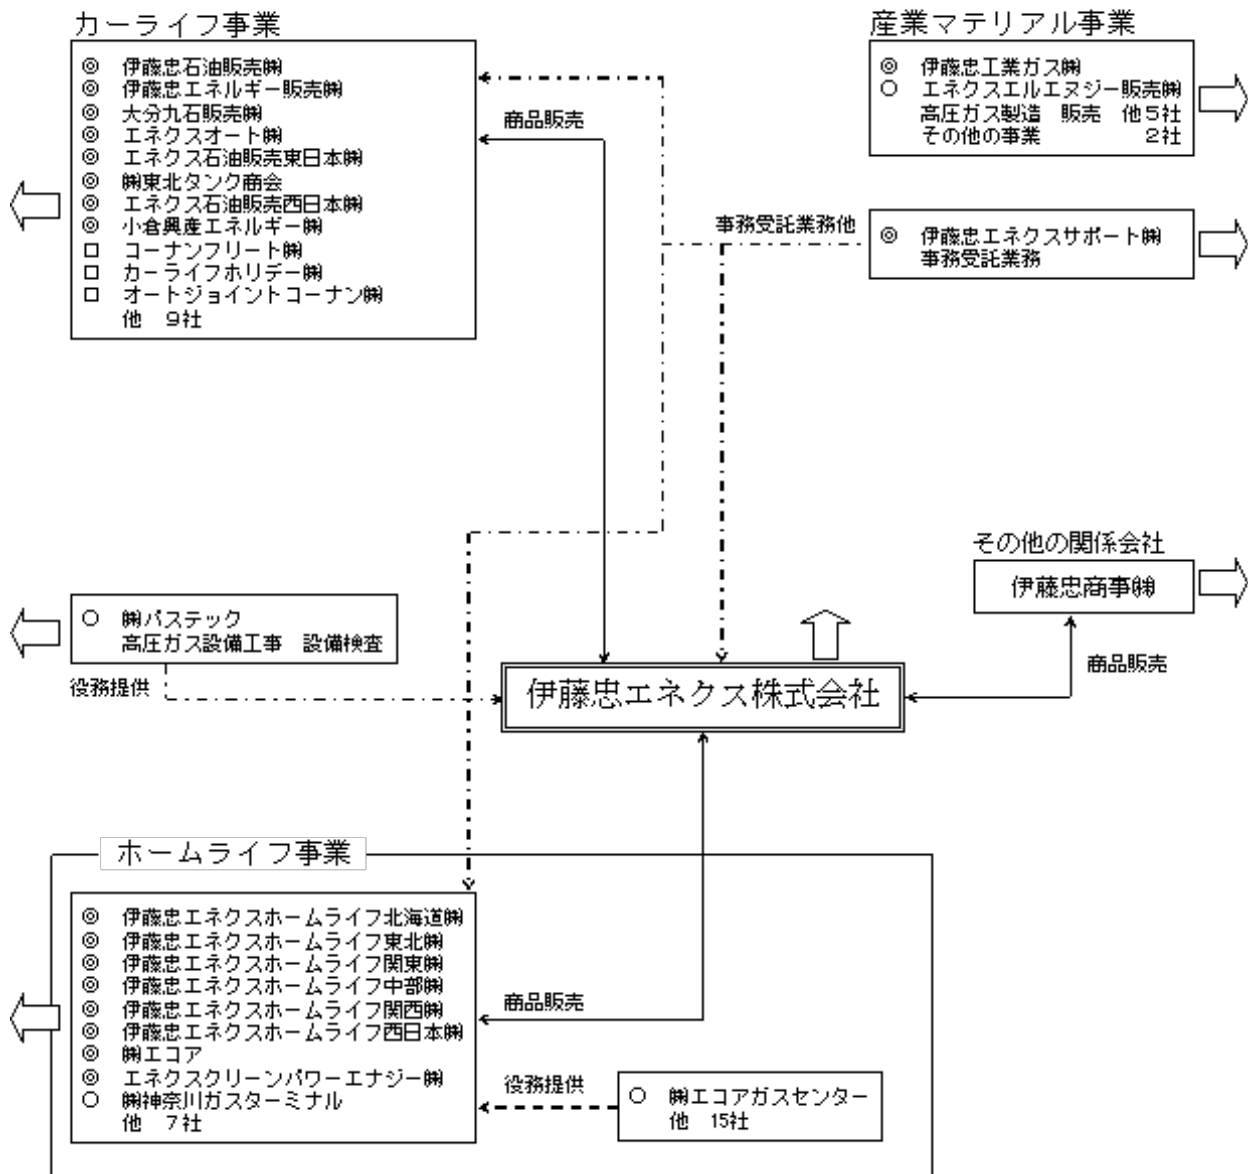 カーライフ事業
◎ 伊藤忠石油販売㈱
◎ 伊藤忠エネルギー販売㈱
◎ 大分九石販売㈱
◎ エネクスオート㈱
◎ エネクス石油販売東日本㈱
◎ ㈱東北タンク商会
◎ エネクス石油販売西日本㈱
◎ 小倉興産エネルギー㈱
□ コーナンフリート㈱
□ カーライフホリデー㈱
□ オートジョイントコーナン㈱
他 9社
商品販売
産業マテリアル事業
◎ 伊藤忠工業ガス㈱
○ エネクスエルエヌジー販売㈱
高圧ガス製造 販売 他5社
その他の事業 2社
事務受託業務他
◎ 伊藤忠エネクスサポート㈱
事務受託業務
その他の関係会社
伊藤忠商事㈱
商品販売
○ ㈱パステック
高圧ガス設備工事 設備検査
役務提供
伊藤忠エネクス株式会社
ホームライフ事業
◎ 伊藤忠エネクスホームライフ北海道㈱
◎ 伊藤忠エネクスホームライフ東北㈱
◎ 伊藤忠エネクスホームライフ関東㈱
◎ 伊藤忠エネクスホームライフ中部㈱
◎ 伊藤忠エネクスホームライフ関西㈱
◎ 伊藤忠エネクスホームライフ西日本㈱
◎ ㈱エコア
◎ エネクスクリーンパワーエナジー㈱
○ ㈱神奈川ガスターミナル
他 7社
商品販売
役務提供
○ ㈱エコアガスセンター
他 15社